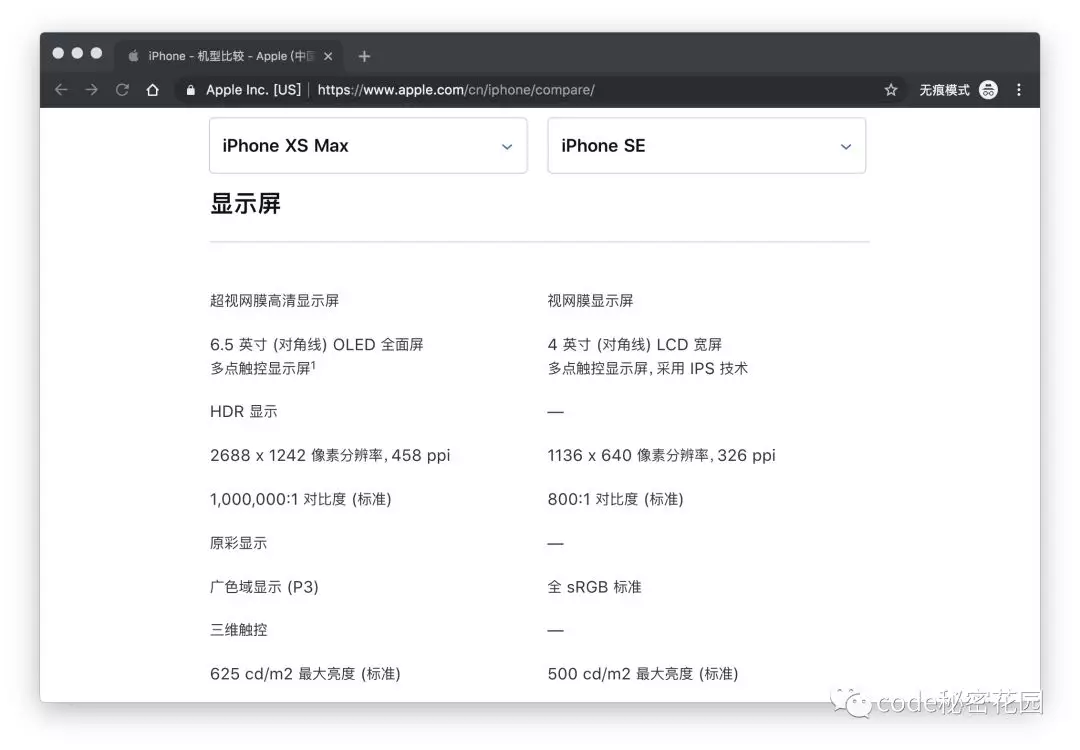 iPhone - 机型比较 - Apple (中国
Apple Inc. [US] https://www.apple.com/cn/iphone/compare/ 无痕模式
iPhone XS Max iPhone SE
显示屏
超视网膜高清显示屏 视网膜显示屏
6.5 英寸 (对角线) OLED 全面屏 4 英寸 (对角线) LCD 宽屏
多点触控显示屏¹ 多点触控显示屏,采用 IPS 技术
HDR 显示 —
2688 x 1242 像素分辨率,458 ppi 1136 x 640 像素分辨率,326 ppi
1,000,000:1 对比度 (标准) 800:1 对比度 (标准)
原彩显示 —
广色域显示 (P3) 全 sRGB 标准
三维触控 —
625 cd/m2 最大亮度 (标准) 500 cd/m2 最大亮度 (标准)
code秘密花园